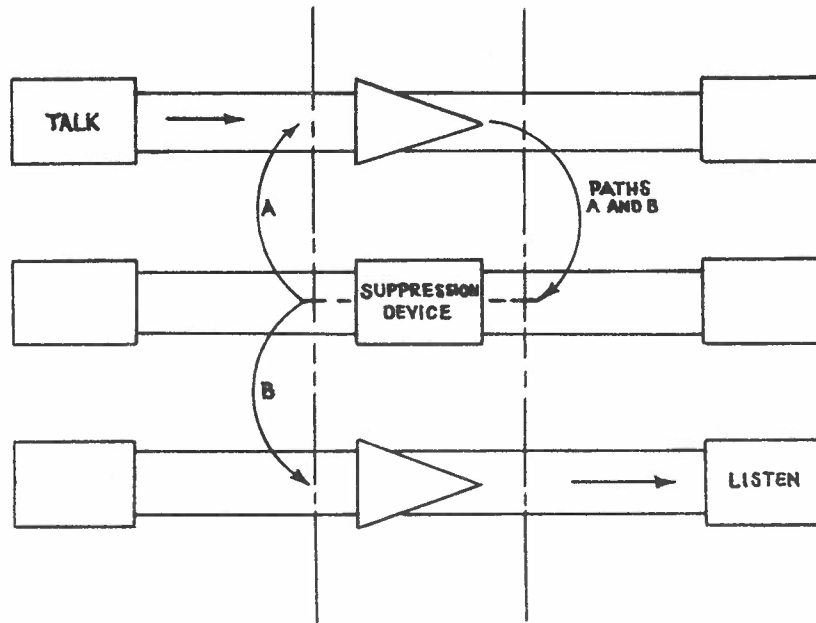 TALK
A
PATHS
A AND B
SUPPRESSION
DEVICE
B
LISTEN